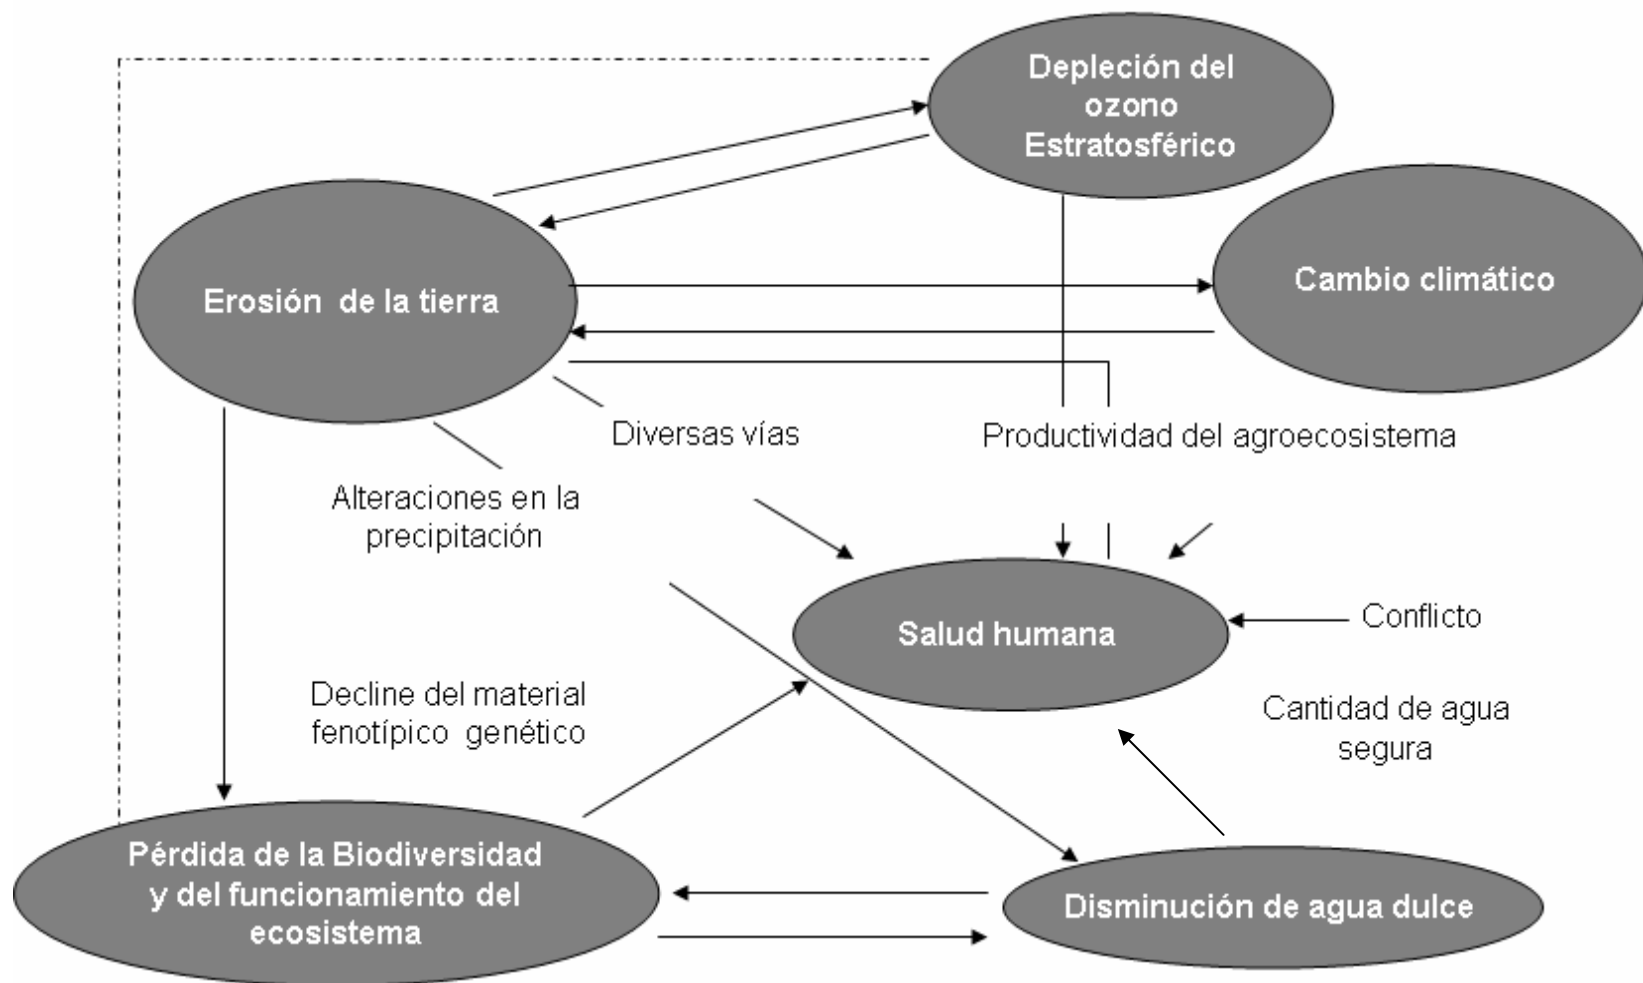 Depleción del
ozono
Estratosférico
Erosión de la tierra
Cambio climático
Diversas vías
Productividad del agroecosistema
Alteraciones en la
precipitación
Salud humana
Conflicto
Decline del material
fenotípico genético
Cantidad de agua
segura
Pérdida de la Biodiversidad
y del funcionamiento del
ecosistema
Disminución de agua dulce